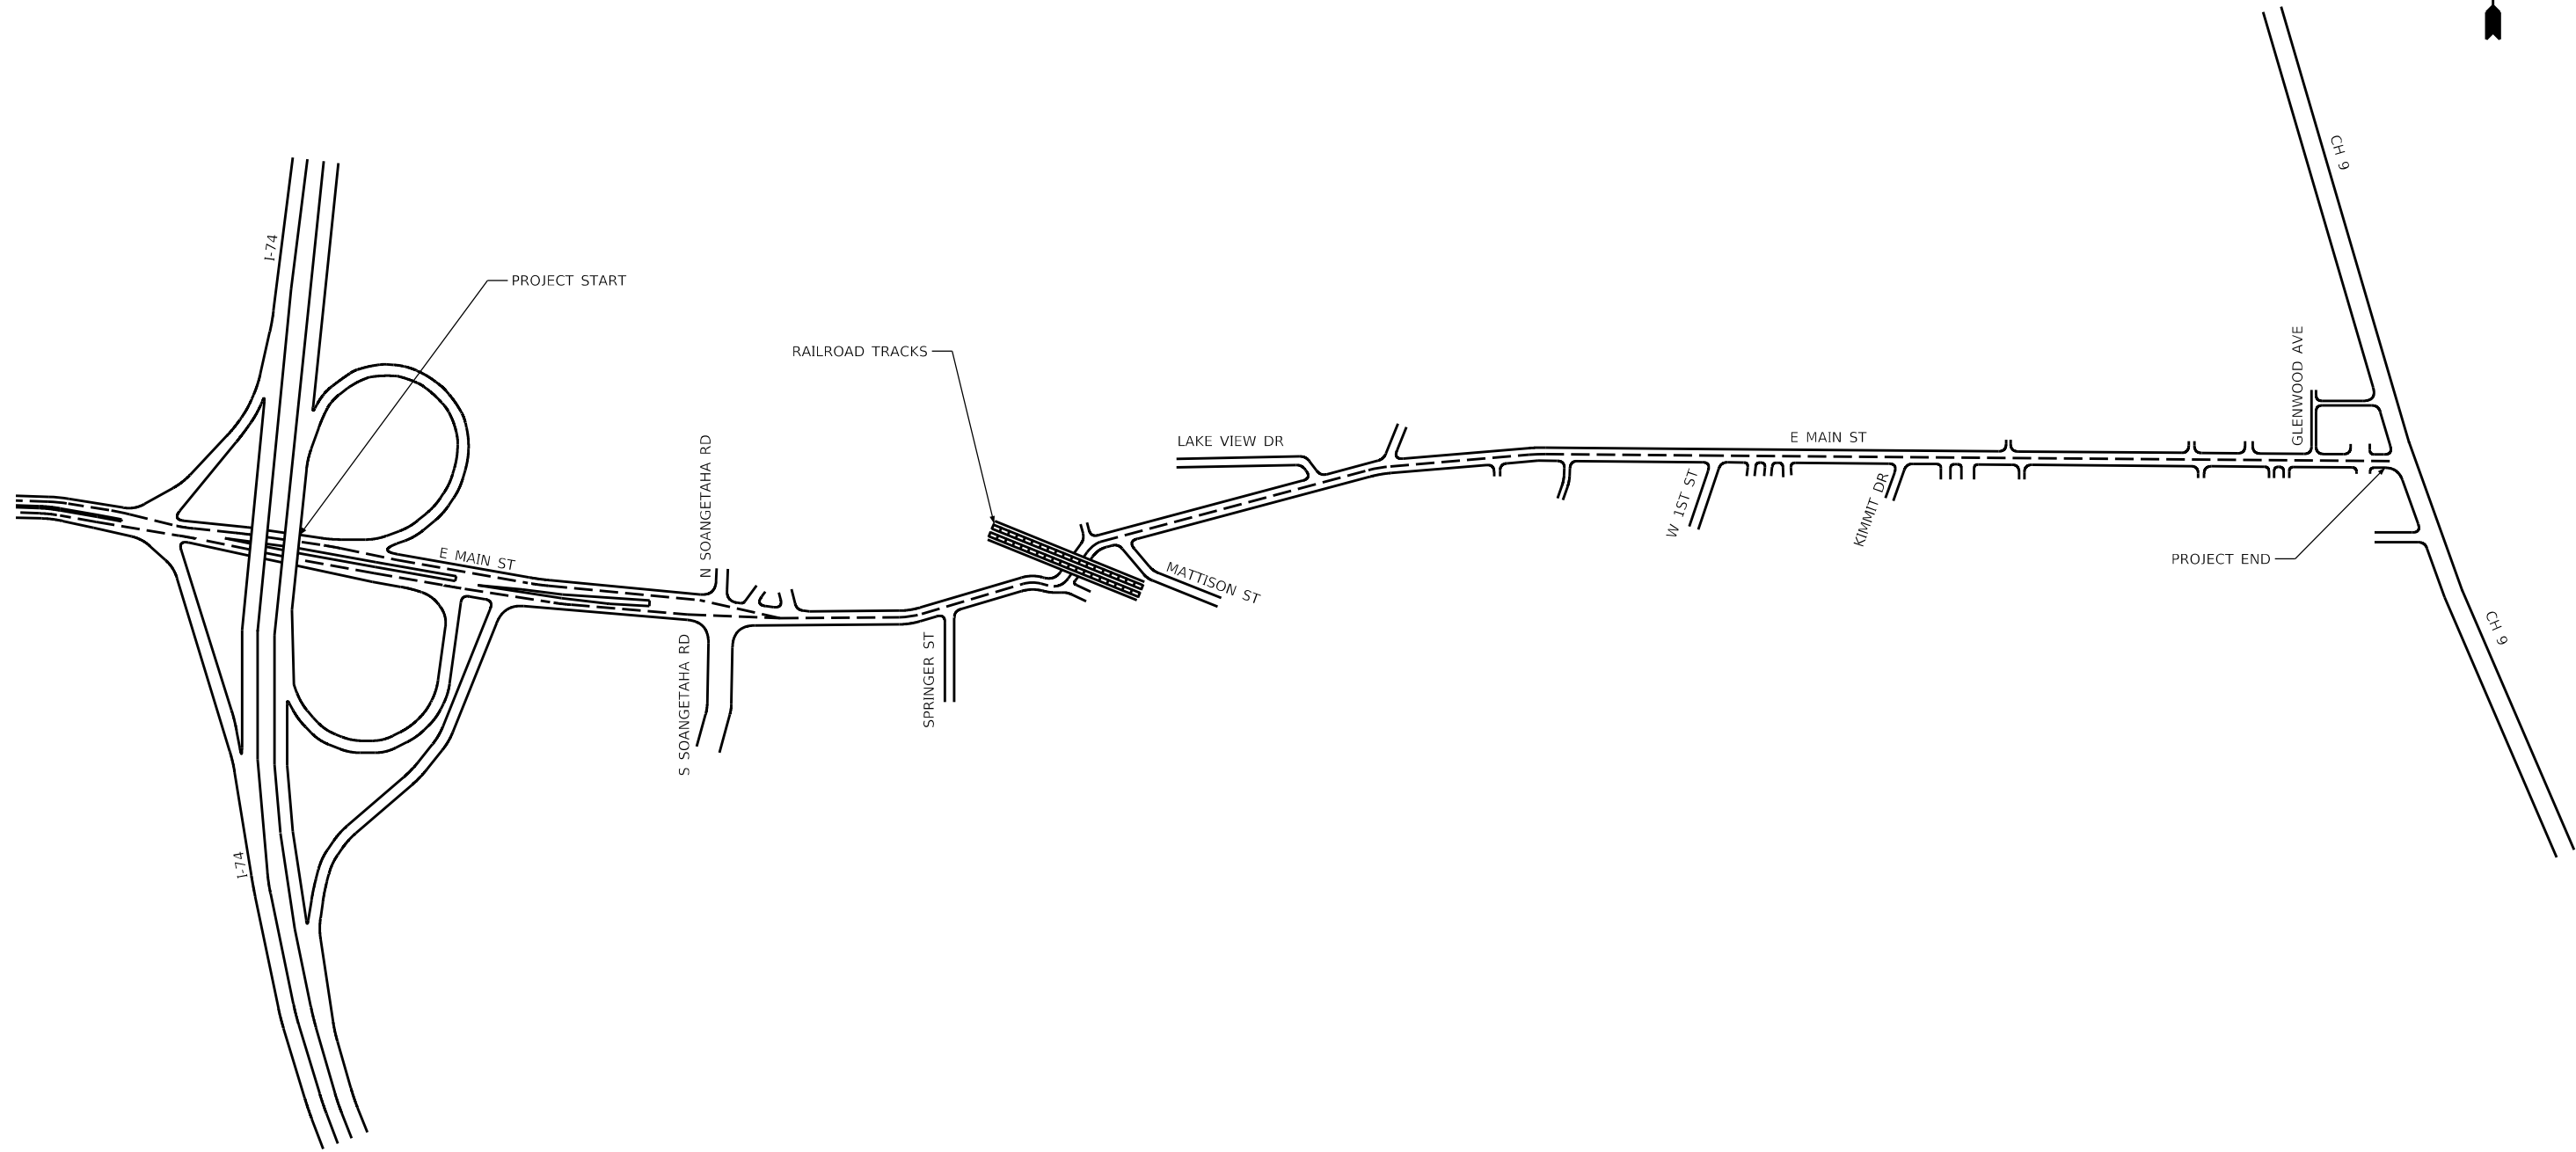 CH 9
I-74
PROJECT START
GLENWOOD AVE
RAILROAD TRACKS
N SOANGETAHA RD
LAKE VIEW DR
E MAIN ST
W 1ST ST
KIMMIT DR
E MAIN ST
PROJECT END
MATTISON ST
CH 9
S SOANGETAHA RD
SPRINGER ST
I-74